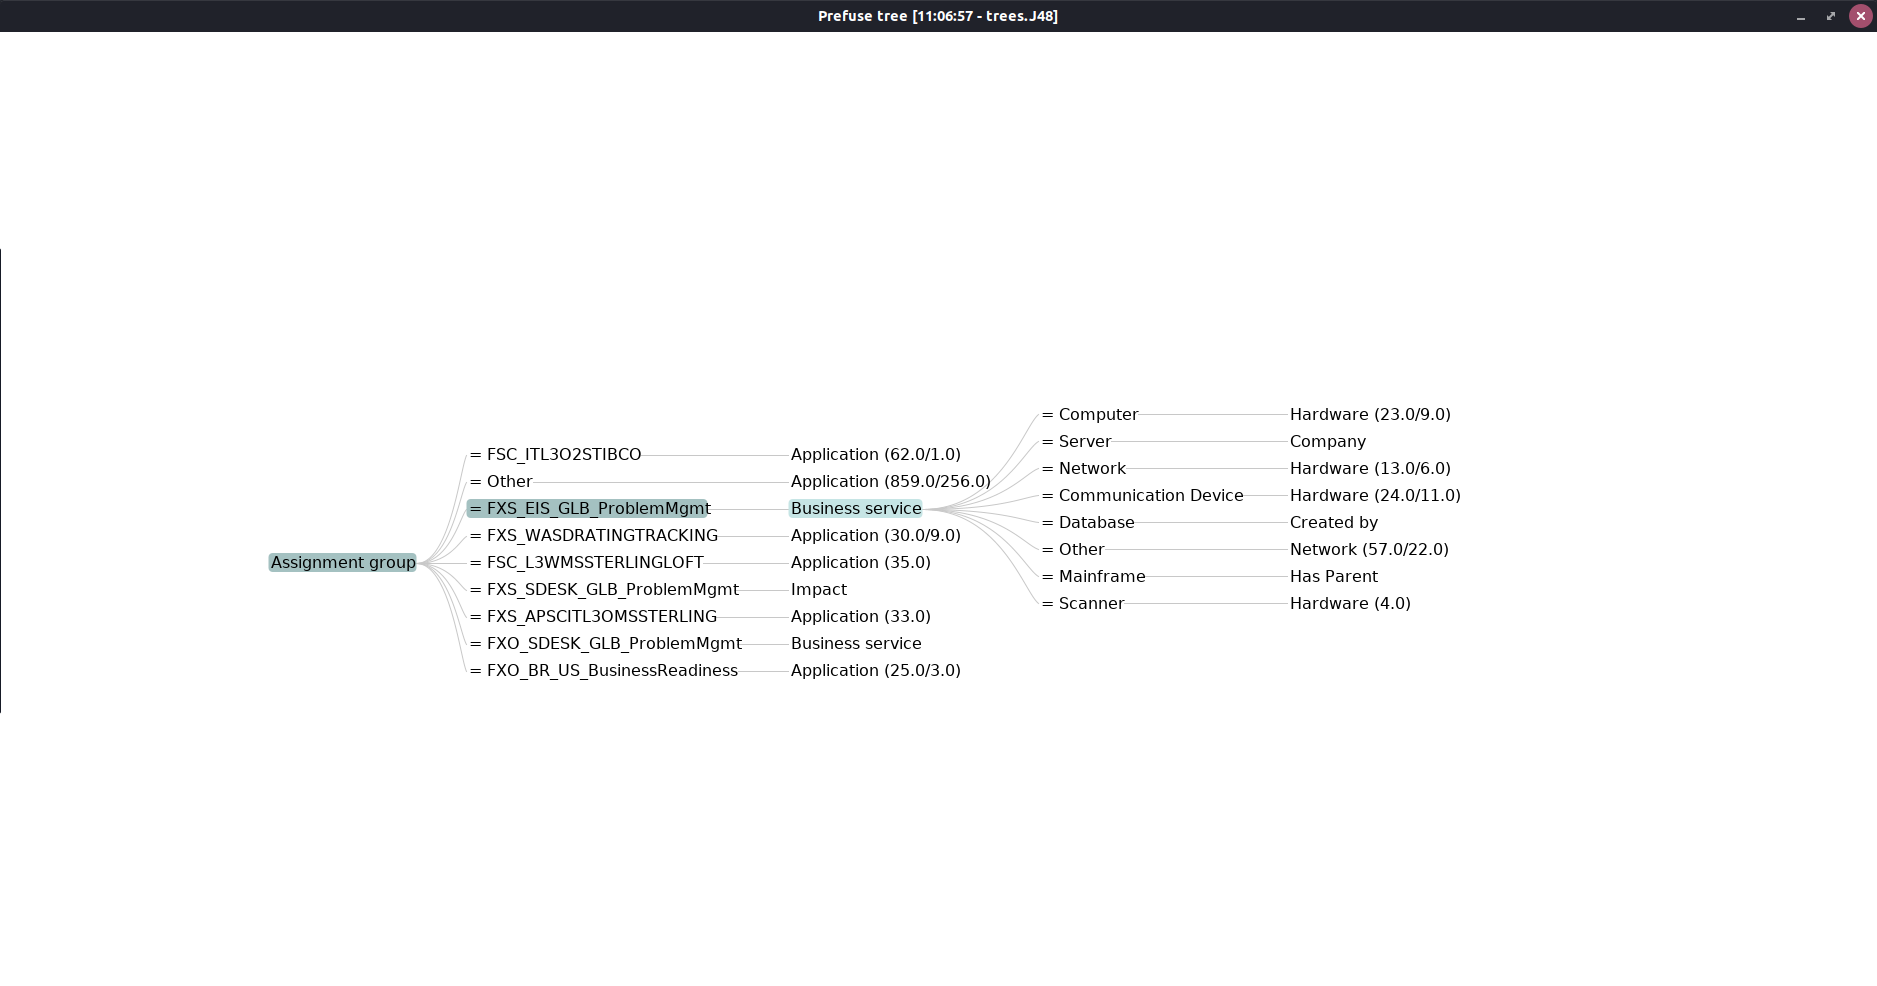 Prefuse tree [11:06:57 - trees.J48]
Assignment group
= FSC_ITL3O2STIBCO
= Other
= FXS_EIS_GLB_ProblemMgmt
= FXS_WASDRATINGTRACKING
= FSC_L3WMSSTERLINGLOFT
= FXS_SDESK_GLB_ProblemMgmt
= FXS_APSCITL3OMSSTERLING
= FXO_SDESK_GLB_ProblemMgmt
= FXO_BR_US_BusinessReadiness
Application (62.0/1.0)
Application (859.0/256.0)
Business service
Application (30.0/9.0)
Application (35.0)
Impact
Application (33.0)
Business service
Application (25.0/3.0)
= Computer
= Server
= Network
= Communication Device
= Database
= Other
= Mainframe
= Scanner
Hardware (23.0/9.0)
Company
Hardware (13.0/6.0)
Hardware (24.0/11.0)
Created by
Network (57.0/22.0)
Has Parent
Hardware (4.0)